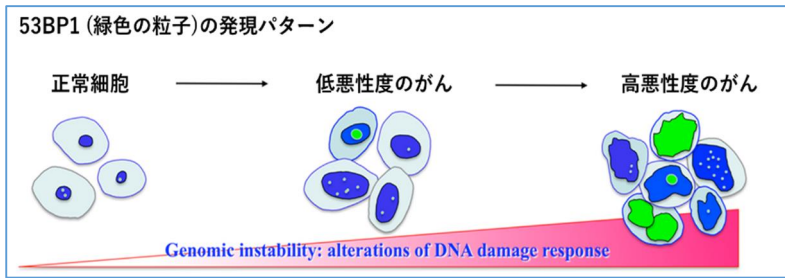 53BP1 (緑色の粒子)の発現パターン
正常細胞
低悪性度のがん
高悪性度のがん
Genomic instability: alterations of DNA damage response